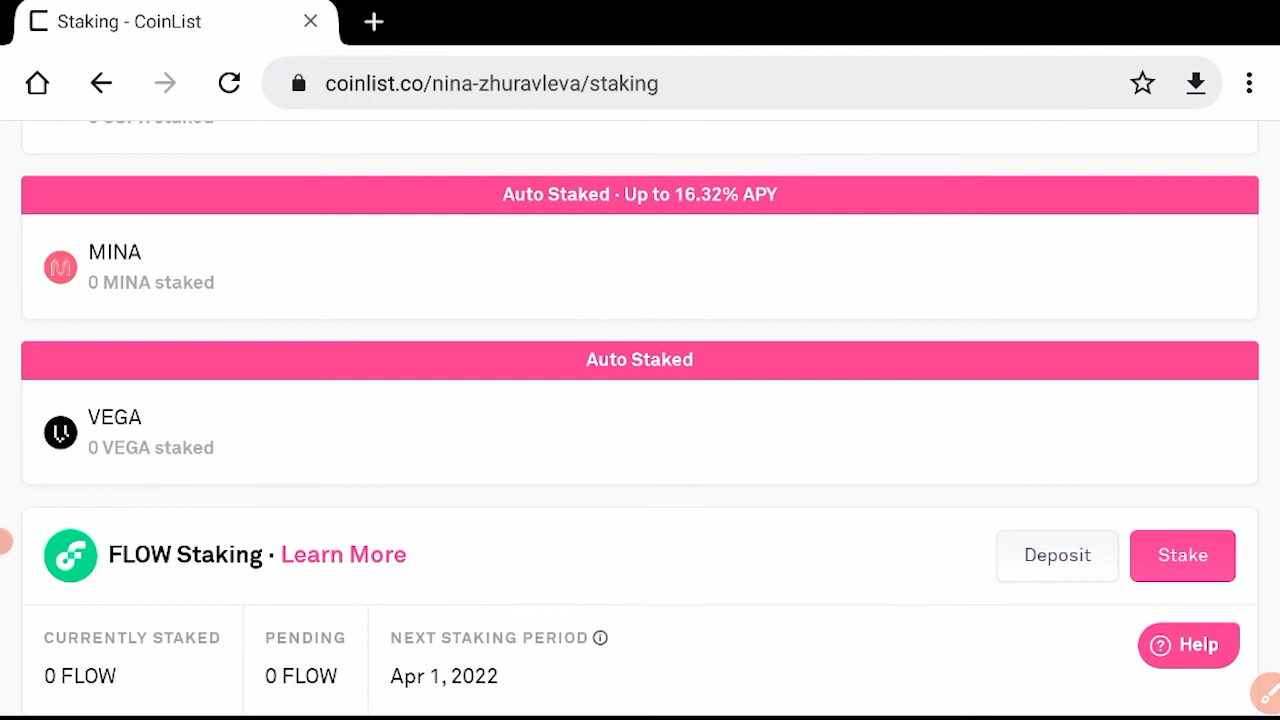 Staking - CoinList
coinlist.co/nina-zhuravleva/staking
Auto Staked · Up to 16.32% APY
MINA
0 MINA staked
Auto Staked
VEGA
0 VEGA staked
FLOW Staking · Learn More
Deposit
Stake
CURRENTLY STAKED
PENDING
NEXT STAKING PERIOD
0 FLOW
0 FLOW
Apr 1, 2022
Help